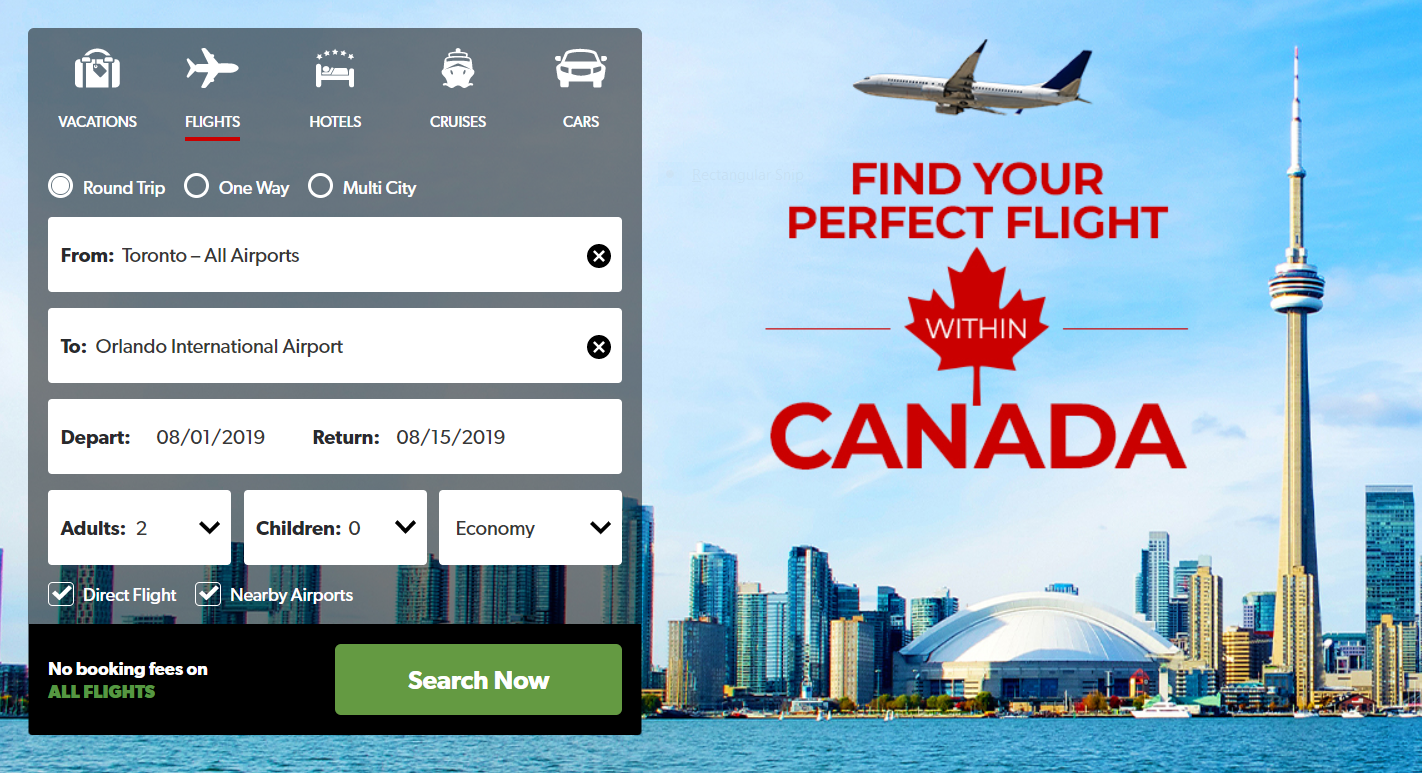 VACATIONS FLIGHTS HOTELS CRUISES CARS
Round Trip One Way Multi City
From: Toronto – All Airports
To: Orlando International Airport
Depart: 08/01/2019 Return: 08/15/2019
Adults: 2 Children: 0 Economy
Direct Flight Nearby Airports
No booking fees on
ALL FLIGHTS
Search Now
FIND YOUR
PERFECT FLIGHT
WITHIN
CANADA